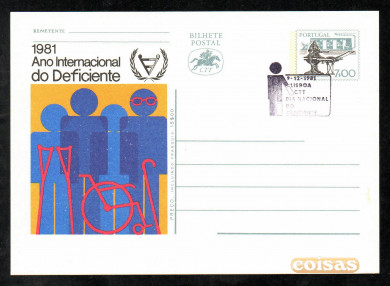 REMETENTE
1981
Ano Internacional
do Deficiente
BILHETE
POSTAL
CTT
PORTUGAL
7.00
9-12-1981
LISBOA
CTT
DIA NACIONAL
DO
PREÇO
coisas